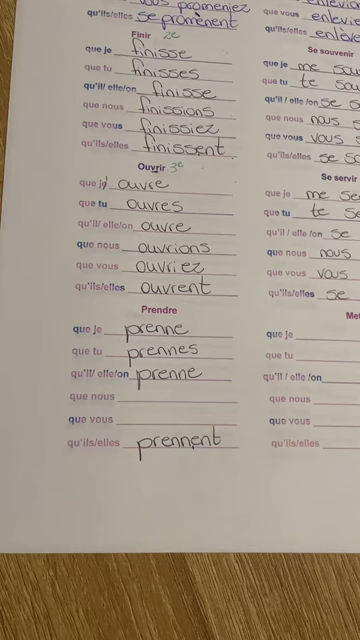 vous promeniez
qu'ils/elles se promènent
Finir 2e
que je finisse
que tu finisses
qu'il/ elle/on finisse
que nous finissions
que vous finissiez
qu'ils/elles finissent
Ouvrir 3e
que j' ouvre
que tu ouvres
qu'il/ elle/on ouvre
que nous ouvrions
que vous ouvriez
qu'ils/elles ouvrent
Prendre
que je prenne
que tu prennes
qu'il/ elle/on prenne
que nous
que vous
qu'ils/elles prennent
que vous
qu'ils/elles
Se souvenir
que je me
que tu te
qu'il / elle /on se
que nous nous
que vous vous
qu'ils/elles se
Se servir
que je me
que tu te
qu'il / elle /on se
que nous nous
que vous vous
qu'ils/elles se
que je
que tu
qu'il / elle /on
que nous
que vous
qu'ils/elles